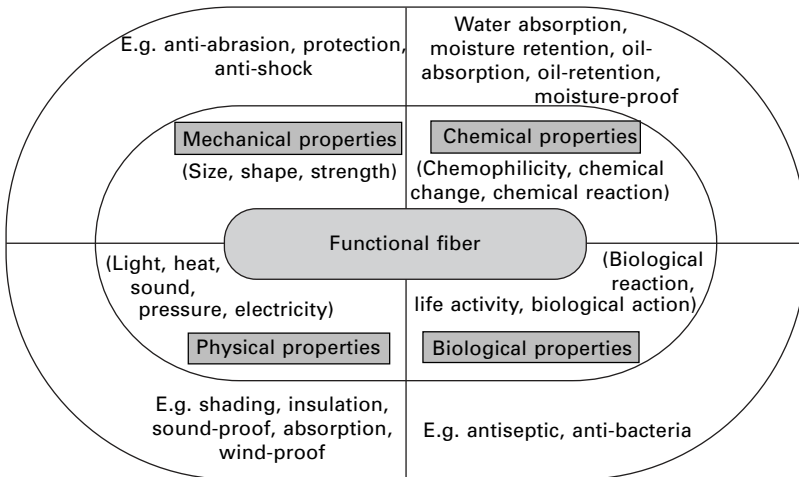 E.g. anti-abrasion, protection,
anti-shock
Water absorption,
moisture retention, oil-
absorption, oil-retention,
moisture-proof
Mechanical properties
(Size, shape, strength)
Chemical properties
(Chemophilicity, chemical
change, chemical reaction)
Functional fiber
(Light, heat,
sound,
pressure, electricity)
Physical properties
(Biological
reaction,
life activity, biological action)
Biological properties
E.g. shading, insulation,
sound-proof, absorption,
wind-proof
E.g. antiseptic, anti-bacteria